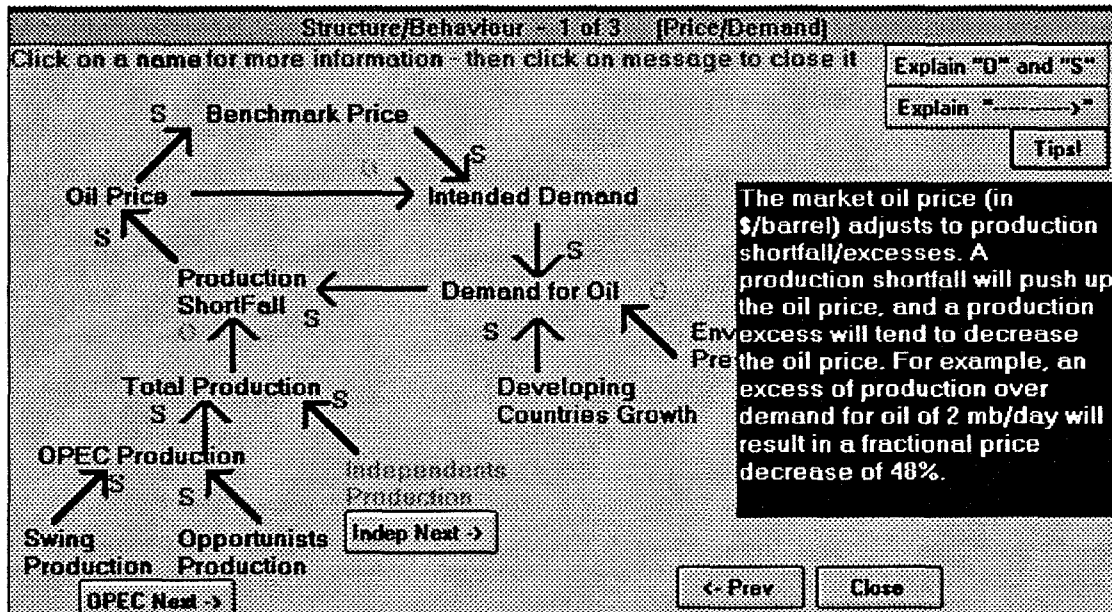 Structure/Behaviour - 1 of 3 [Price/Demand]
Click on a name for more information - then click on message to close it
Explain "O" and "S"
Explain "---------->"
Tips!
S
Benchmark Price
S
O
Oil Price
Intended Demand
S
S
Production
ShortFall
S
Demand for Oil
O
O
S
Env
Pre
Total Production
S
S
Developing
Countries Growth
OPEC Production
S
S
Independents
Production
Indep Next ->
Swing
Production
Opportunists
Production
OPEC Next ->
The market oil price (in
$/barrel) adjusts to production
shortfall/excesses. A
production shortfall will push up
the oil price, and a production
excess will tend to decrease
the oil price. For example, an
excess of production over
demand for oil of 2 mb/day will
result in a fractional price
decrease of 48%.
<- Prev
Close